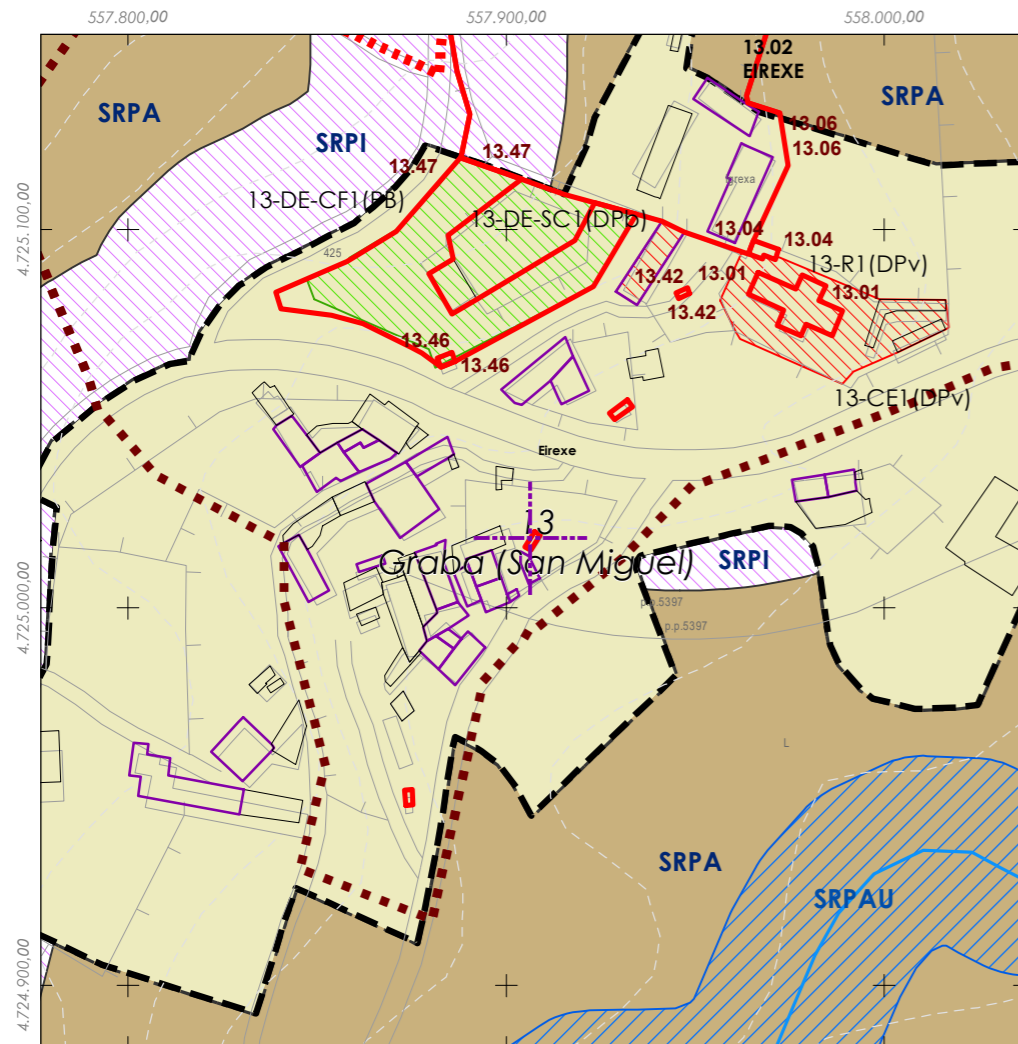 557.800,00
557.900,00
558.000,00
13.02
EIREXE
SRPA
SRPA
13.06
SRPI
13.06
13.47
13.47
13-DE-CF1(PB)
13-DE-SC1(DPb)
4.725.100,00
13.04
13.04
425
13-R1(DPv)
13.42
13.01
13.01
13.42
13.46
13.46
13-CE1(DPv)
Eirexe
13
Graba (San Miguel)
SRPI
4.725.000,00
p.p.5397
p.p.5397
L
SRPA
SRPAU
4.724.900,00